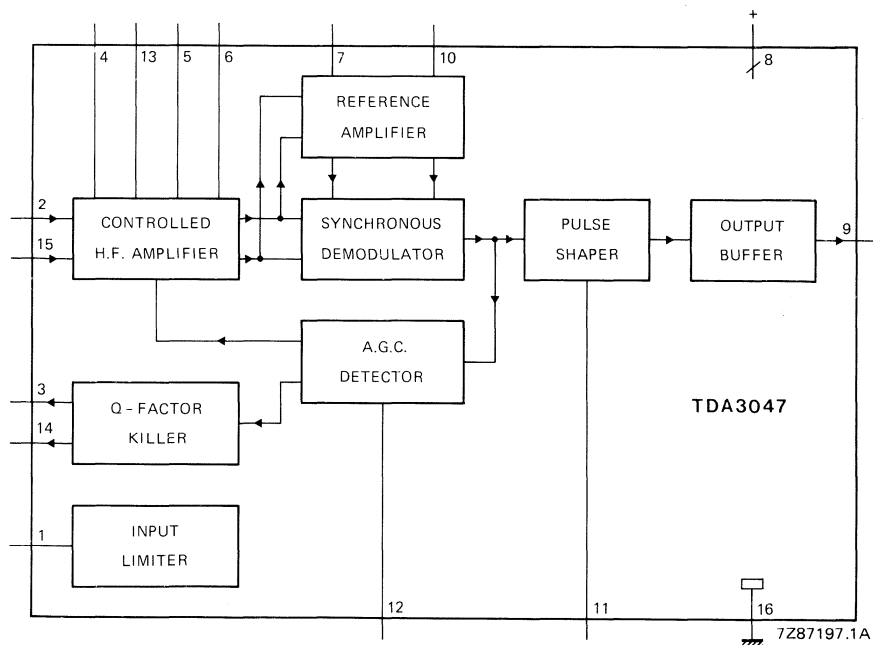 +
4
13
5
6
7
10
8
REFERENCE
AMPLIFIER
2
15
CONTROLLED
H.F. AMPLIFIER
SYNCHRONOUS
DEMODULATOR
PULSE
SHAPER
OUTPUT
BUFFER
9
A.G.C.
DETECTOR
3
14
Q-FACTOR
KILLER
TDA3047
1
INPUT
LIMITER
12
11
16
7Z87197.1A